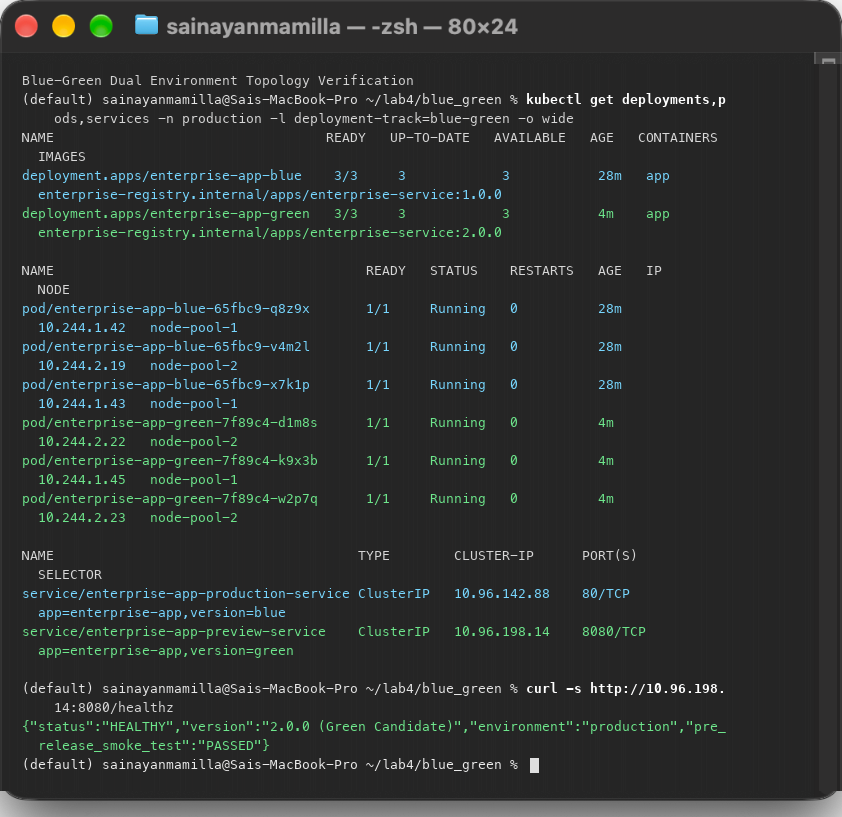 sainayanmamilla — -zsh — 80×24
Blue-Green Dual Environment Topology Verification
(default) sainayanmamilla@Sais-MacBook-Pro ~/lab4/blue_green % kubectl get deployments,p
ods,services -n production -l deployment-track=blue-green -o wide
NAME READY UP-TO-DATE AVAILABLE AGE CONTAINERS
IMAGES
deployment.apps/enterprise-app-blue 3/3 3 3 28m app
enterprise-registry.internal/apps/enterprise-service:1.0.0
deployment.apps/enterprise-app-green 3/3 3 3 4m app
enterprise-registry.internal/apps/enterprise-service:2.0.0
NAME READY STATUS RESTARTS AGE IP
NODE
pod/enterprise-app-blue-65fbc9-q8z9x 1/1 Running 0 28m
10.244.1.42 node-pool-1
pod/enterprise-app-blue-65fbc9-v4m2l 1/1 Running 0 28m
10.244.2.19 node-pool-2
pod/enterprise-app-blue-65fbc9-x7k1p 1/1 Running 0 28m
10.244.1.43 node-pool-1
pod/enterprise-app-green-7f89c4-d1m8s 1/1 Running 0 4m
10.244.2.22 node-pool-2
pod/enterprise-app-green-7f89c4-k9x3b 1/1 Running 0 4m
10.244.1.45 node-pool-1
pod/enterprise-app-green-7f89c4-w2p7q 1/1 Running 0 4m
10.244.2.23 node-pool-2
NAME TYPE CLUSTER-IP PORT(S)
SELECTOR
service/enterprise-app-production-service ClusterIP 10.96.142.88 80/TCP
app=enterprise-app,version=blue
service/enterprise-app-preview-service ClusterIP 10.96.198.14 8080/TCP
app=enterprise-app,version=green
(default) sainayanmamilla@Sais-MacBook-Pro ~/lab4/blue_green % curl -s http://10.96.198.
14:8080/healthz
{"status":"HEALTHY","version":"2.0.0 (Green Candidate)","environment":"production","pre_
release_smoke_test":"PASSED"}
(default) sainayanmamilla@Sais-MacBook-Pro ~/lab4/blue_green %